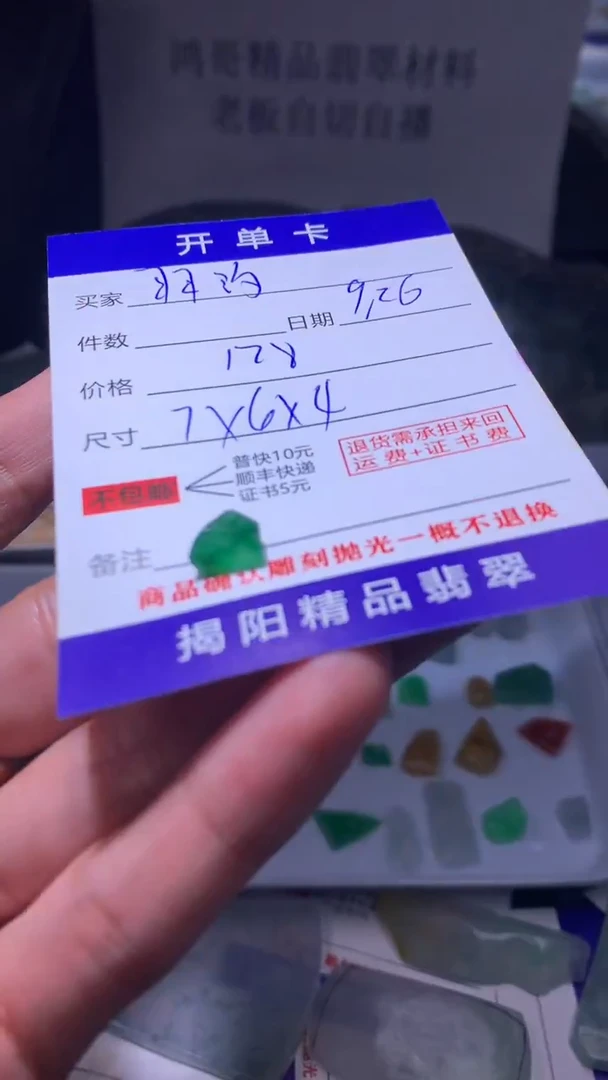 鸿哥精品翡翠材料
老板自切自播
开单卡
买家
件数 日期 9,26
价格 128
尺寸 7X6X4
不包邮
普快10元
顺丰快递
证书5元
退货需承担来回
运费+证书费
备注
商品确认雕刻抛光一概不退换
揭阳精品翡翠